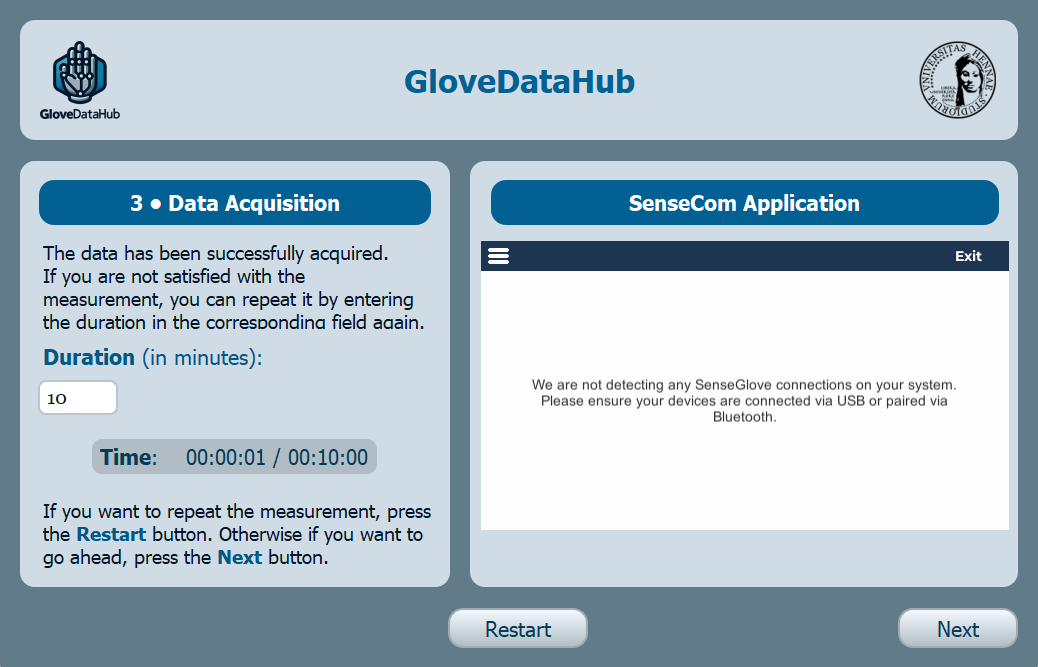 GloveDataHub
GloveDataHub
UNIVERSITAS HENNAE STUDIORUM
3 • Data Acquisition
The data has been successfully acquired.
If you are not satisfied with the
measurement, you can repeat it by entering
the duration in the corresponding field again.
Duration (in minutes):
10
Time: 00:00:01 / 00:10:00
If you want to repeat the measurement, press
the Restart button. Otherwise if you want to
go ahead, press the Next button.
SenseCom Application
Exit
We are not detecting any SenseGlove connections on your system.
Please ensure your devices are connected via USB or paired via
Bluetooth.
Restart
Next